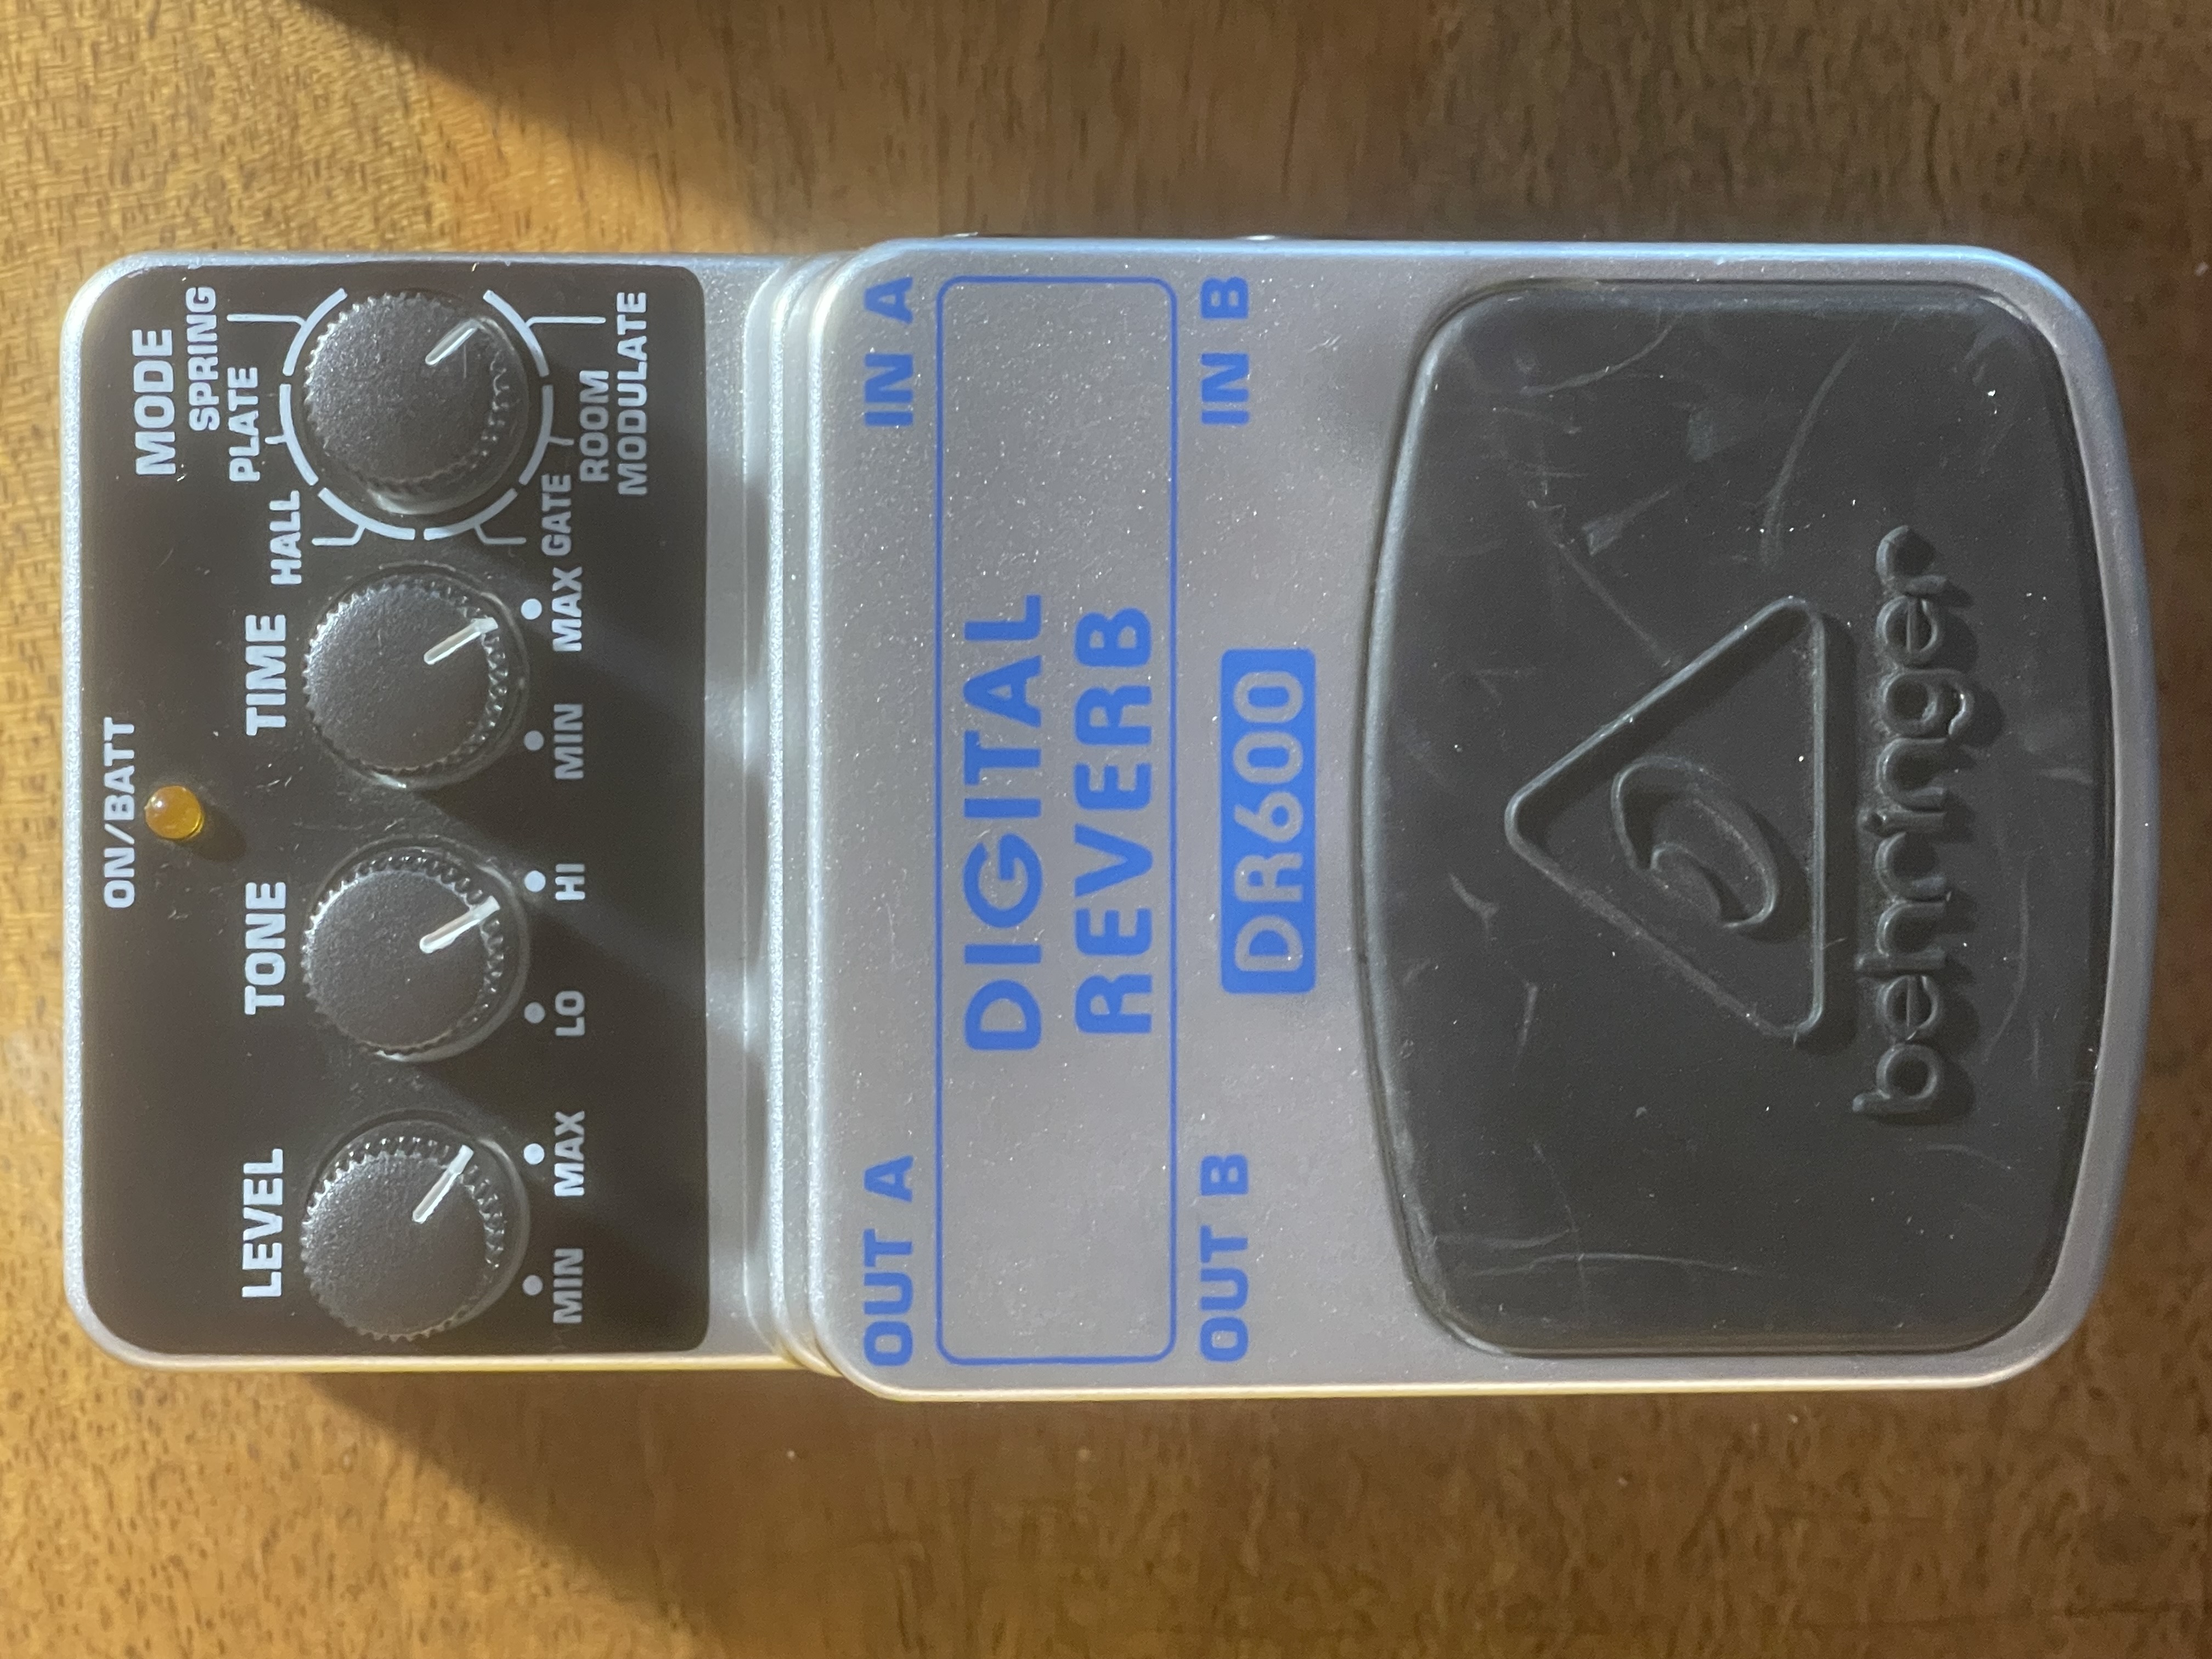 ON/BATT
LEVEL
TONE
TIME
MODE
SPRING
PLATE
HALL
GATE
ROOM
MODULATE
MIN MAX
LO HI
MIN MAX
OUT A
IN A
DIGITAL
REVERB
OUT B
IN B
DR600
behringer